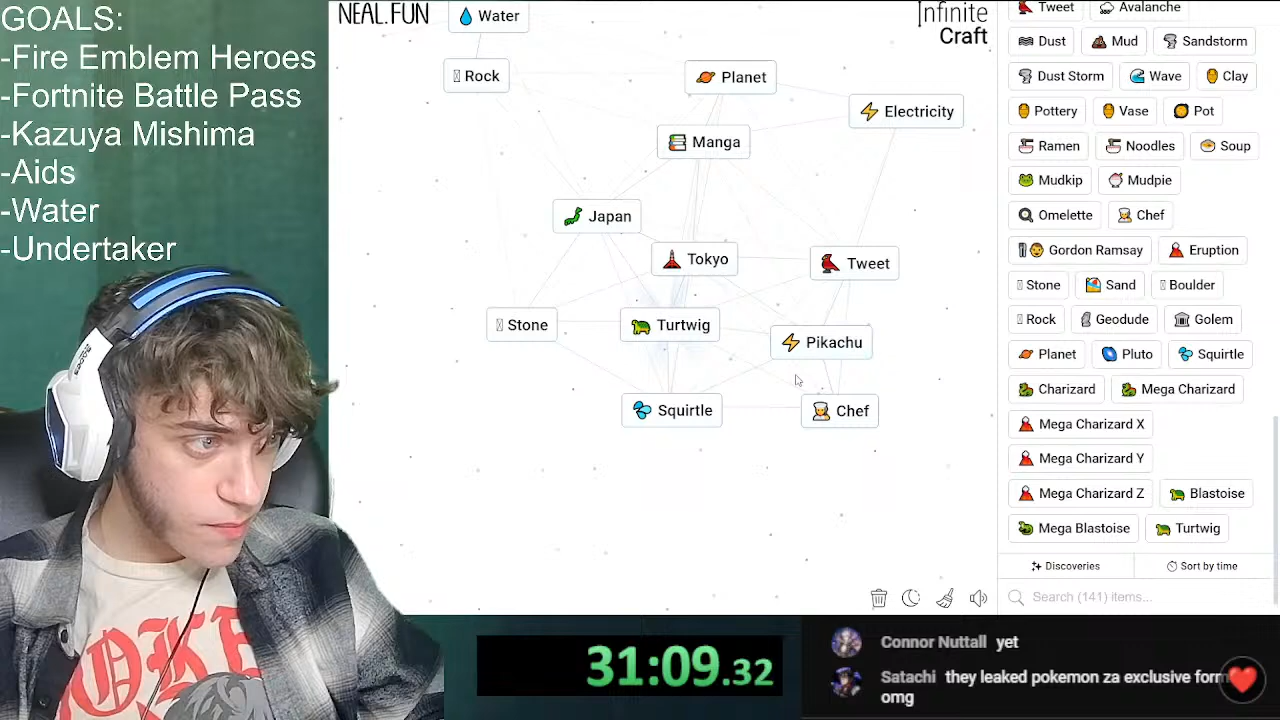 GOALS:
-Fire Emblem Heroes
-Fortnite Battle Pass
-Kazuya Mishima
-Aids
-Water
-Undertaker
NEAL.FUN
Infinite
Craft
Water
Rock
Planet
Electricity
Manga
Japan
Tokyo
Tweet
Stone
Turtwig
Pikachu
Squirtle
Chef
Tweet Avalanche
Dust Mud Sandstorm
Dust Storm Wave Clay
Pottery Vase Pot
Ramen Noodles Soup
Mudkip Mudpie
Omelette Chef
Gordon Ramsay Eruption
Stone Sand Boulder
Rock Geodude Golem
Planet Pluto Squirtle
Charizard Mega Charizard
Mega Charizard X
Mega Charizard Y
Mega Charizard Z Blastoise
Mega Blastoise Turtwig
Discoveries Sort by time
Search (141) items...
31:09.32
Connor Nuttall yet
Satachi they leaked pokemon za exclusive
omg